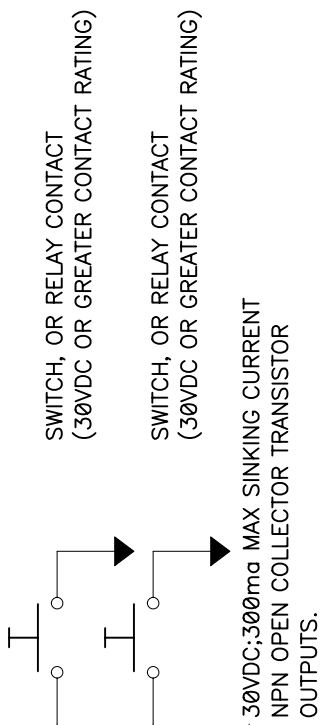 SWITCH, OR RELAY CONTACT
(30VDC OR GREATER CONTACT RATING)
SWITCH, OR RELAY CONTACT
(30VDC OR GREATER CONTACT RATING)
30VDC;300ma MAX SINKING CURRENT
NPN OPEN COLLECTOR TRANSISTOR
OUTPUTS.